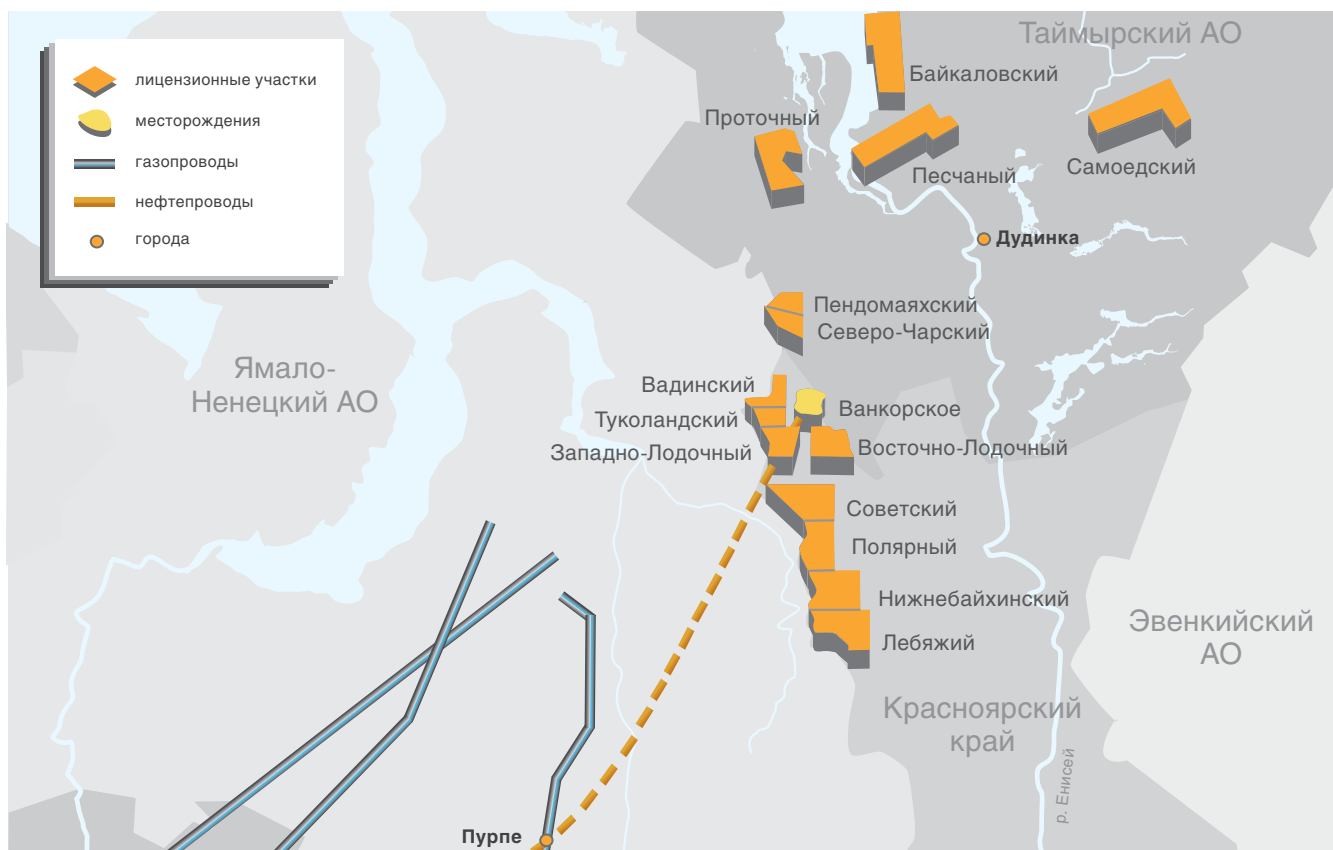 лицензионные участки
месторождения
газопроводы
нефтепроводы
города
Таймырский АО
Байкаловский
Проточный
Песчаный
Самоедский
Дудинка
Пендомаяхский
Северо-Чарский
Ямало-
Ненецкий АО
Вадинский
Ванкорское
Туколандский
Западно-Лодочный
Восточно-Лодочный
Советский
Полярный
Нижнебайхинский
Лебяжий
Эвенкийский
АО
Красноярский
край
р. Енисей
Пурпе